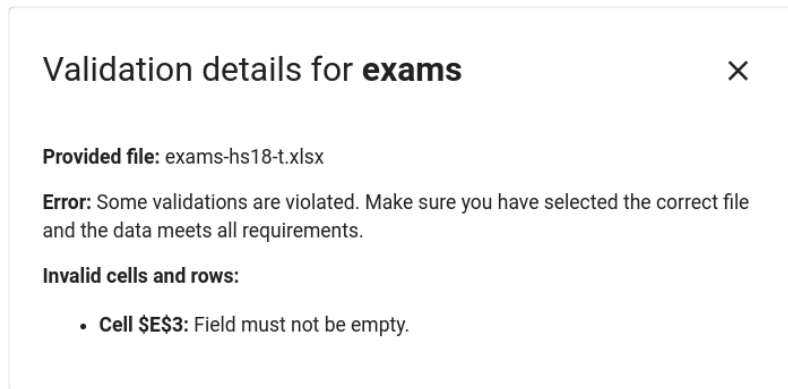 Validation details for exams
Provided file: exams-hs18-t.xlsx
Error: Some validations are violated. Make sure you have selected the correct file
and the data meets all requirements.
Invalid cells and rows:
• Cell $E$3: Field must not be empty.